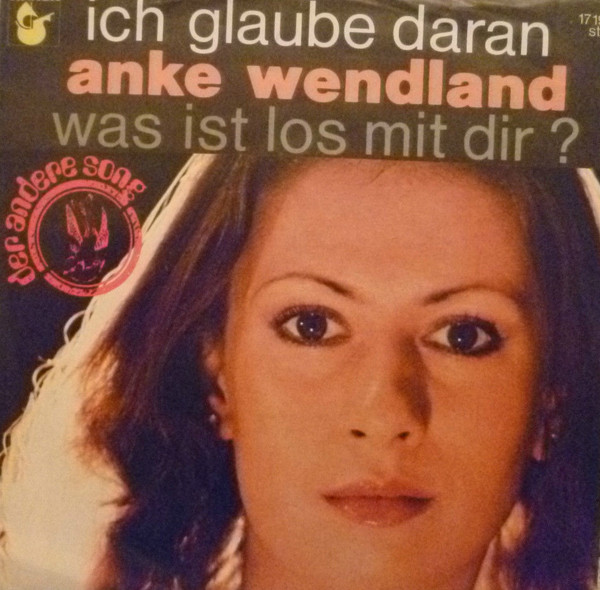 ich glaube daran
anke wendland
was ist los mit dir ?
der andere song